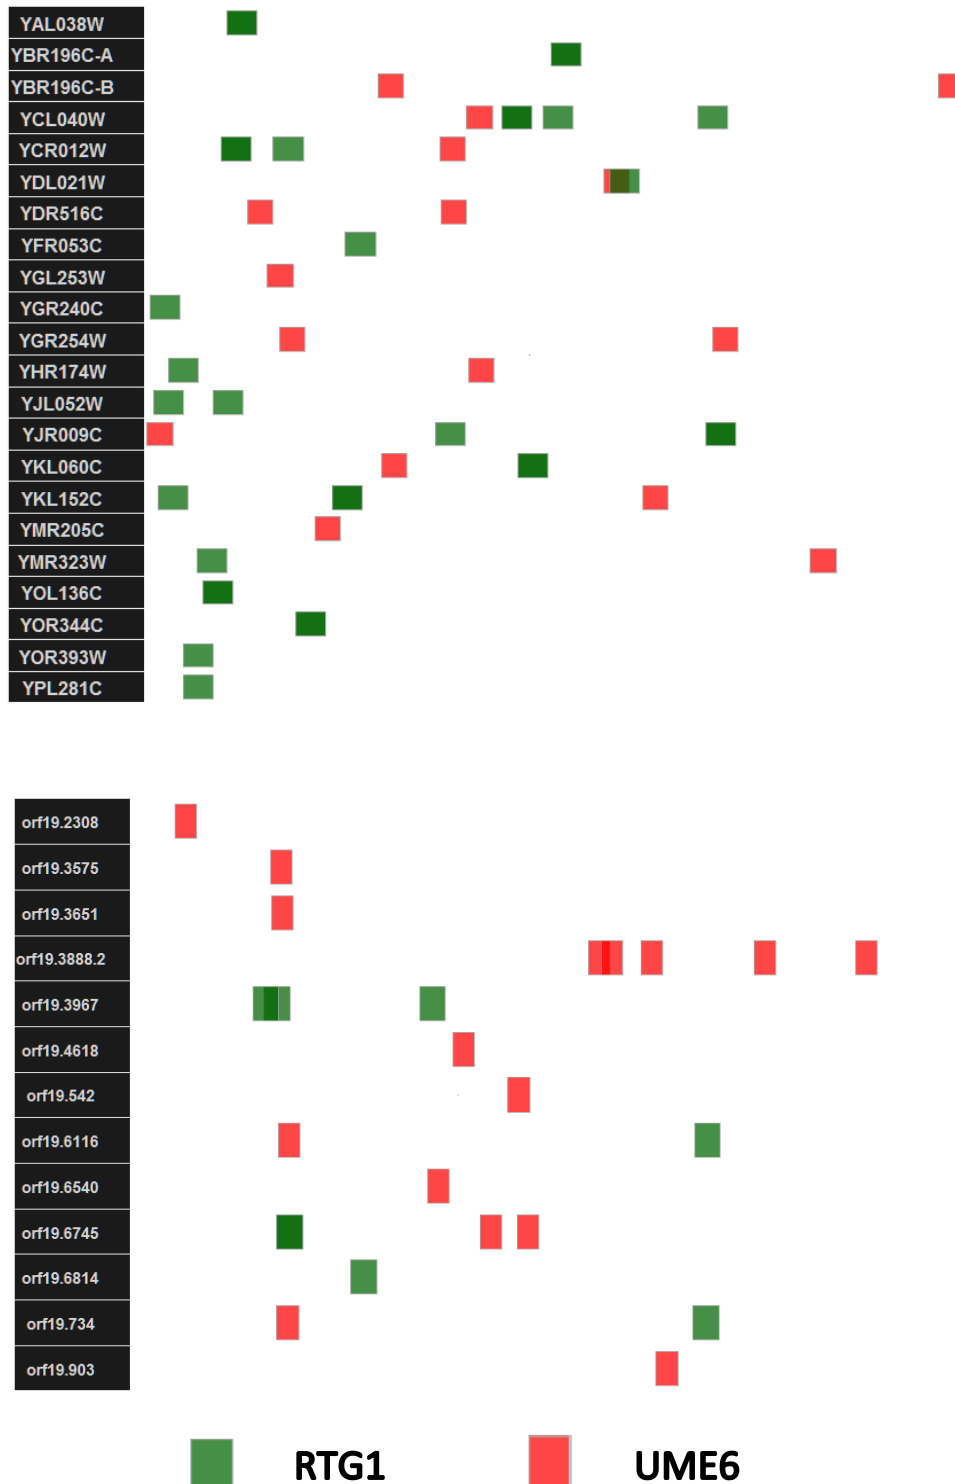 YAL038W
YBR196C-A
YBR196C-B
YCL040W
YCR012W
YDL021W
YDR516C
YFR053C
YGL253W
YGR240C
YGR254W
YHR174W
YJL052W
YJR009C
YKL060C
YKL152C
YMR205C
YMR323W
YOL136C
YOR344C
YOR393W
YPL281C
orf19.2308
orf19.3575
orf19.3651
orf19.3888.2
orf19.3967
orf19.4618
orf19.542
orf19.6116
orf19.6540
orf19.6745
orf19.6814
orf19.734
orf19.903
RTG1 UME6